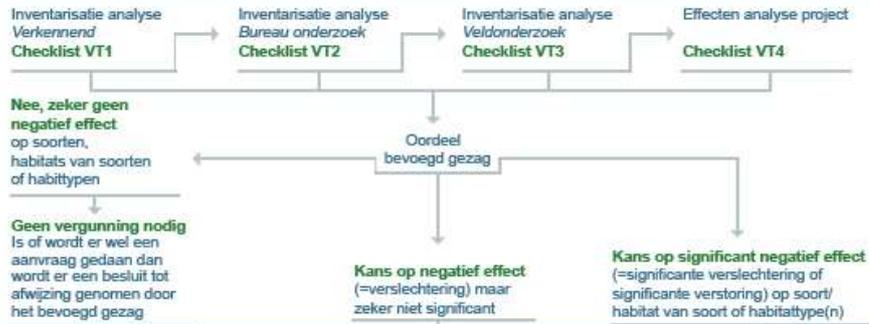 Inventarisatie analyse
Verkennend
Checklist VT1
Inventarisatie analyse
Bureau onderzoek
Checklist VT2
Inventarisatie analyse
Veldonderzoek
Checklist VT3
Effecten analyse project
Checklist VT4
Nee, zeker geen
negatief effect
op soorten,
habitats van soorten
of habittypen
Oordeel
bevoegd gezag
Geen vergunning nodig
Is of wordt er wel een
aanvraag gedaan dan
wordt er een besluit tot
afwijzing genomen door
het bevoegd gezag
Kans op negatief effect
(=verslechtering) maar
zeker niet significant
Kans op significant negatief effect
(=significante verslechtering of
significante verstoring) op soort/
habitat van soort of habitattype(n)